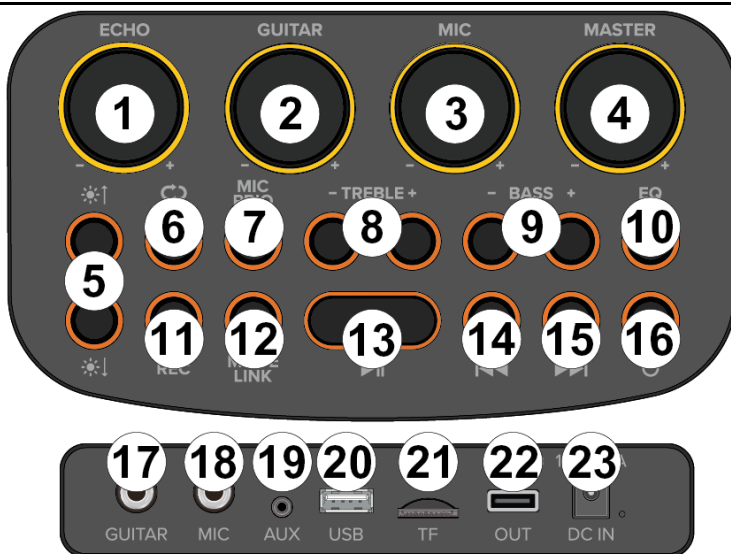 ECHO GUITAR MIC MASTER
1 2 3 4
- + - + - + - +
MIC - TREBLE + - BASS + EQ
5 6 7 8 9 10
11 12 13 14 15 16
REC LINK
17 18 19 20 21 22 23
GUITAR MIC AUX USB TF OUT DC IN